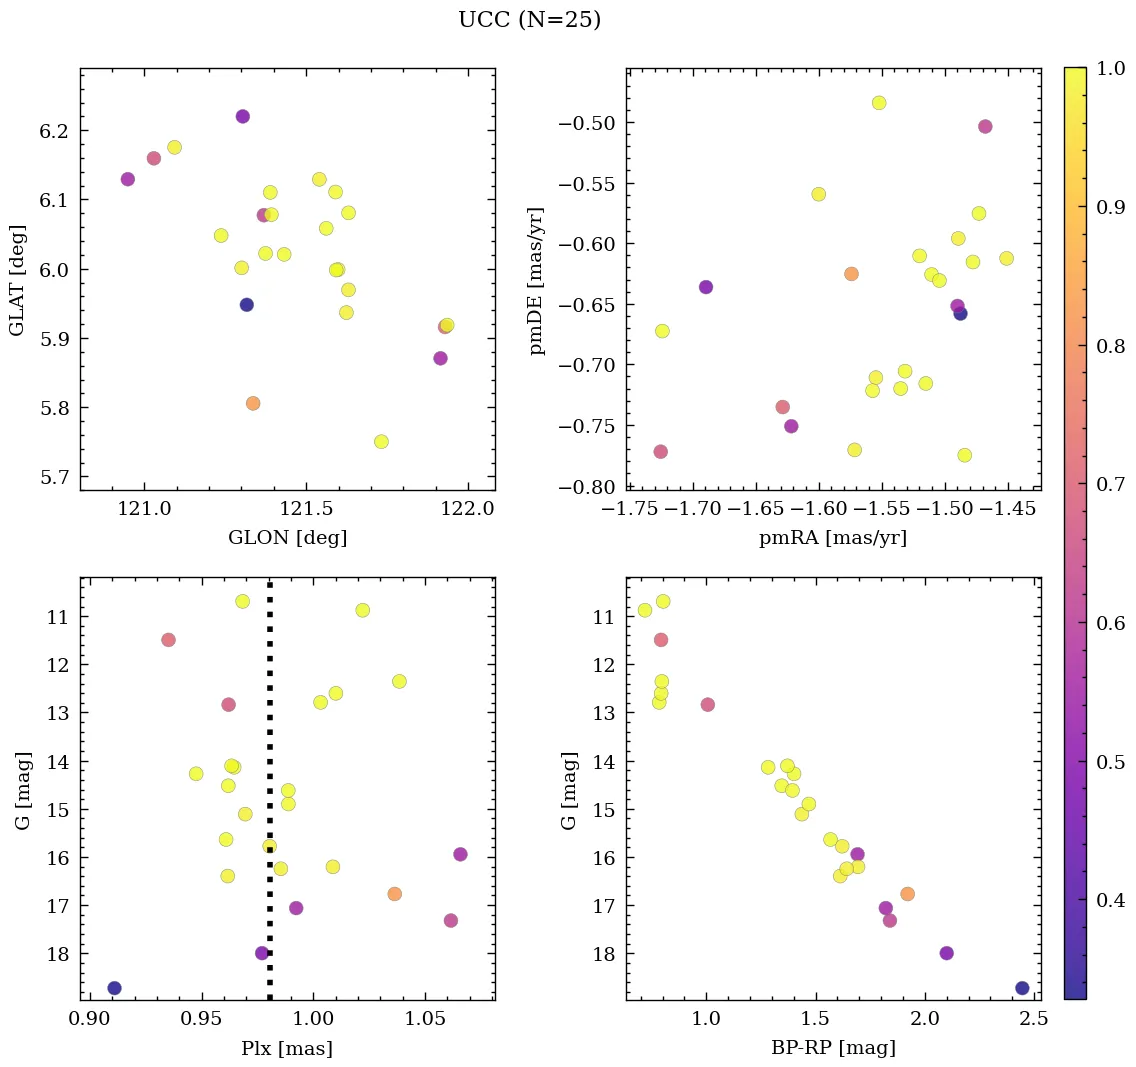 UCC (N=25)
6.2
6.1
6.0
5.9
5.8
5.7
GLAT [deg]
121.0 121.5 122.0
GLON [deg]
−0.50
−0.55
−0.60
−0.65
−0.70
−0.75
−0.80
pmDE [mas/yr]
−1.75 −1.70 −1.65 −1.60 −1.55 −1.50 −1.45
pmRA [mas/yr]
11
12
13
14
15
16
17
18
G [mag]
0.90 0.95 1.00 1.05
Plx [mas]
11
12
13
14
15
16
17
18
G [mag]
1.0 1.5 2.0 2.5
BP-RP [mag]
1.0
0.9
0.8
0.7
0.6
0.5
0.4